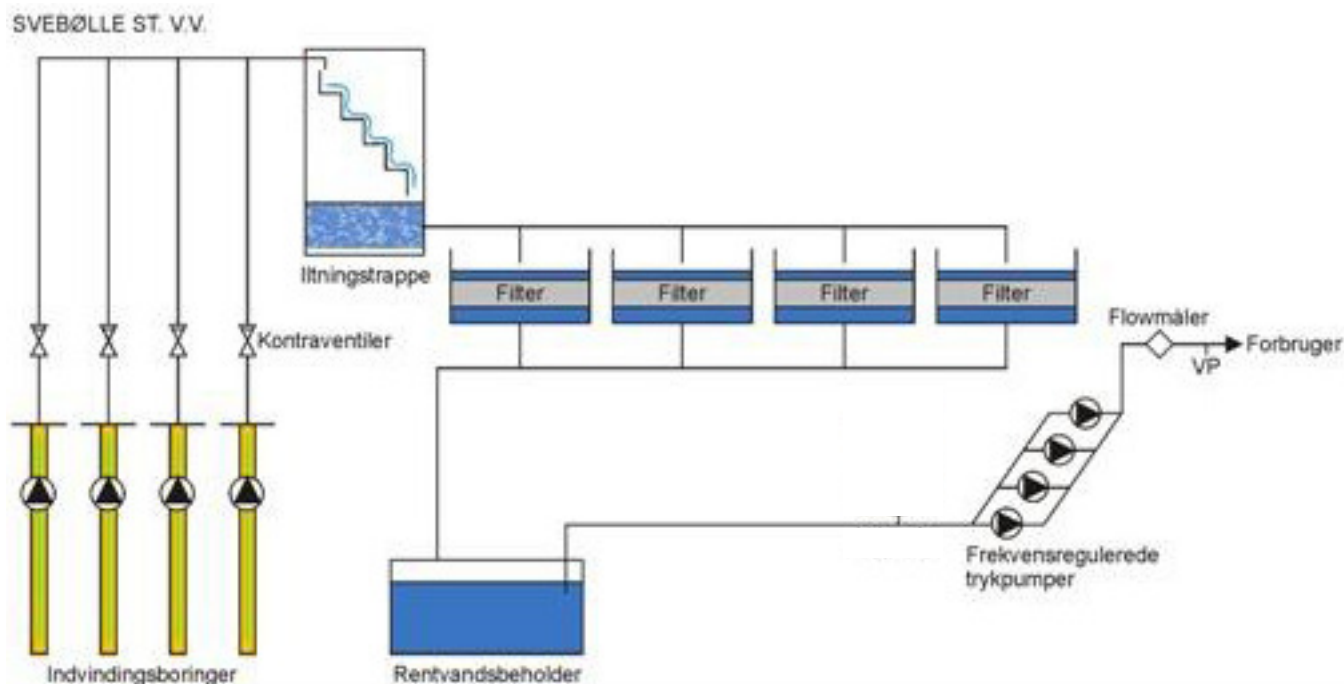 SVEBØLLE ST. V.V.
Iltningstrappe
Filter
Filter
Filter
Filter
Kontraventiler
Flowmåler
Forbruger
VP
Frekvensregulerede
trykpumper
Indvindingsboringer
Rentvandsbeholder